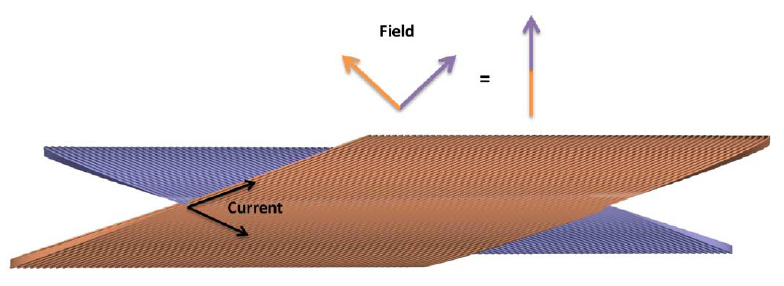 Field
=
Current